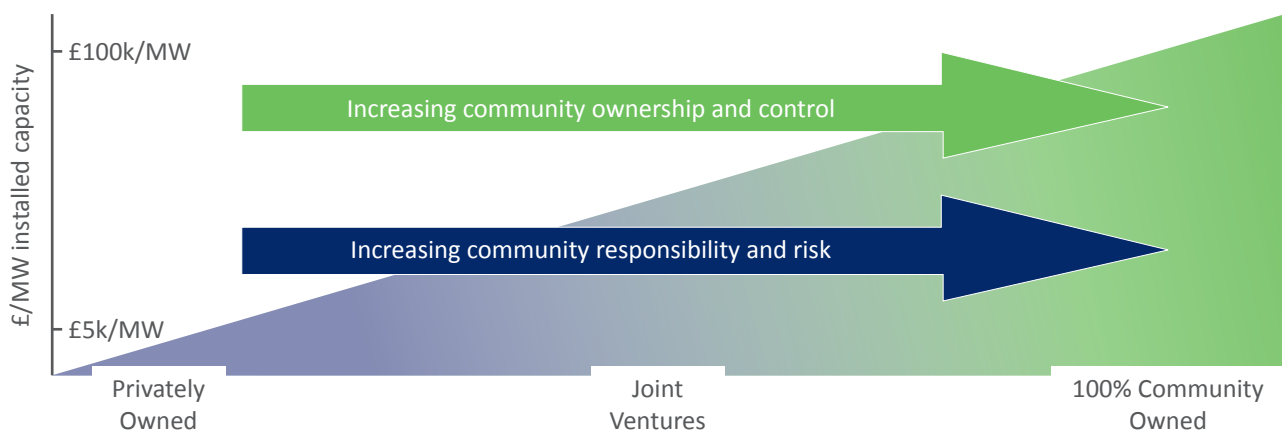 £/MW installed capacity
£100k/MW
Increasing community ownership and control
Increasing community responsibility and risk
£5k/MW
Privately
Owned
Joint
Ventures
100% Community
Owned